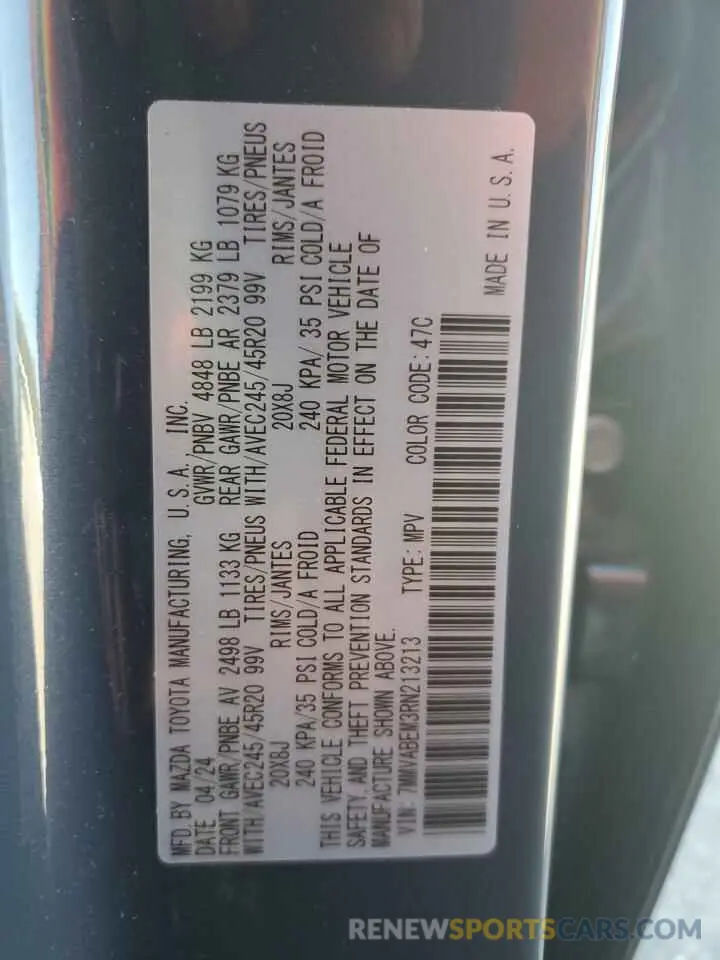 MFD. BY MAZDA TOYOTA MANUFACTURING, U.S.A., INC.
DATE 04/24 GVWR/PNBV 4848 LB 2199 KG
FRONT GAWR/PNBE AV 2498 LB 1133 KG REAR GAWR/PNBE AR 2379 LB 1079 KG
WITH/AVEC245/45R20 99V TIRES/PNEUS WITH/AVEC245/45R20 99V TIRES/PNEUS
20X8J RIMS/JANTES 20X8J RIMS/JANTES
240 KPA/35 PSI COLD/A FROID 240 KPA/35 PSI COLD/A FROID
THIS VEHICLE CONFORMS TO ALL APPLICABLE FEDERAL MOTOR VEHICLE
SAFETY, AND THEFT PREVENTION STANDARDS IN EFFECT ON THE DATE OF
MANUFACTURE SHOWN ABOVE.
VIN: 7MMVABEM3RN213213 TYPE: MPV COLOR CODE: 47C
MADE IN U.S.A.
RENEWSPORTSCARS.COM